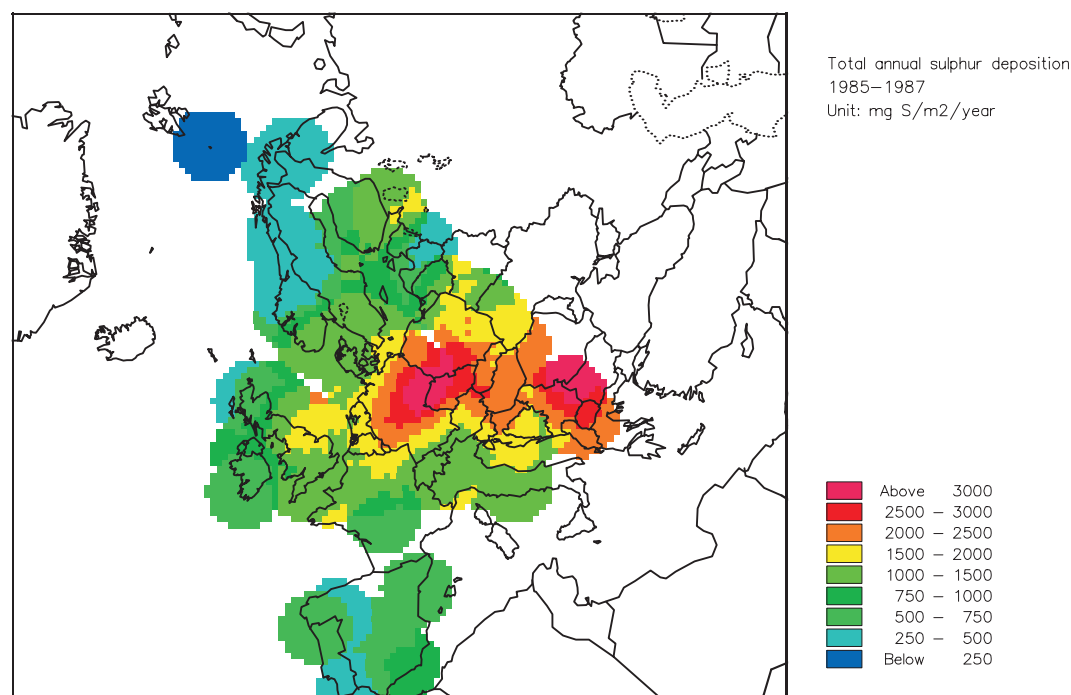 Total annual sulphur deposition
1985–1987
Unit: mg S/m2/year
Above 3000
2500 – 3000
2000 – 2500
1500 – 2000
1000 – 1500
750 – 1000
500 – 750
250 – 500
Below 250